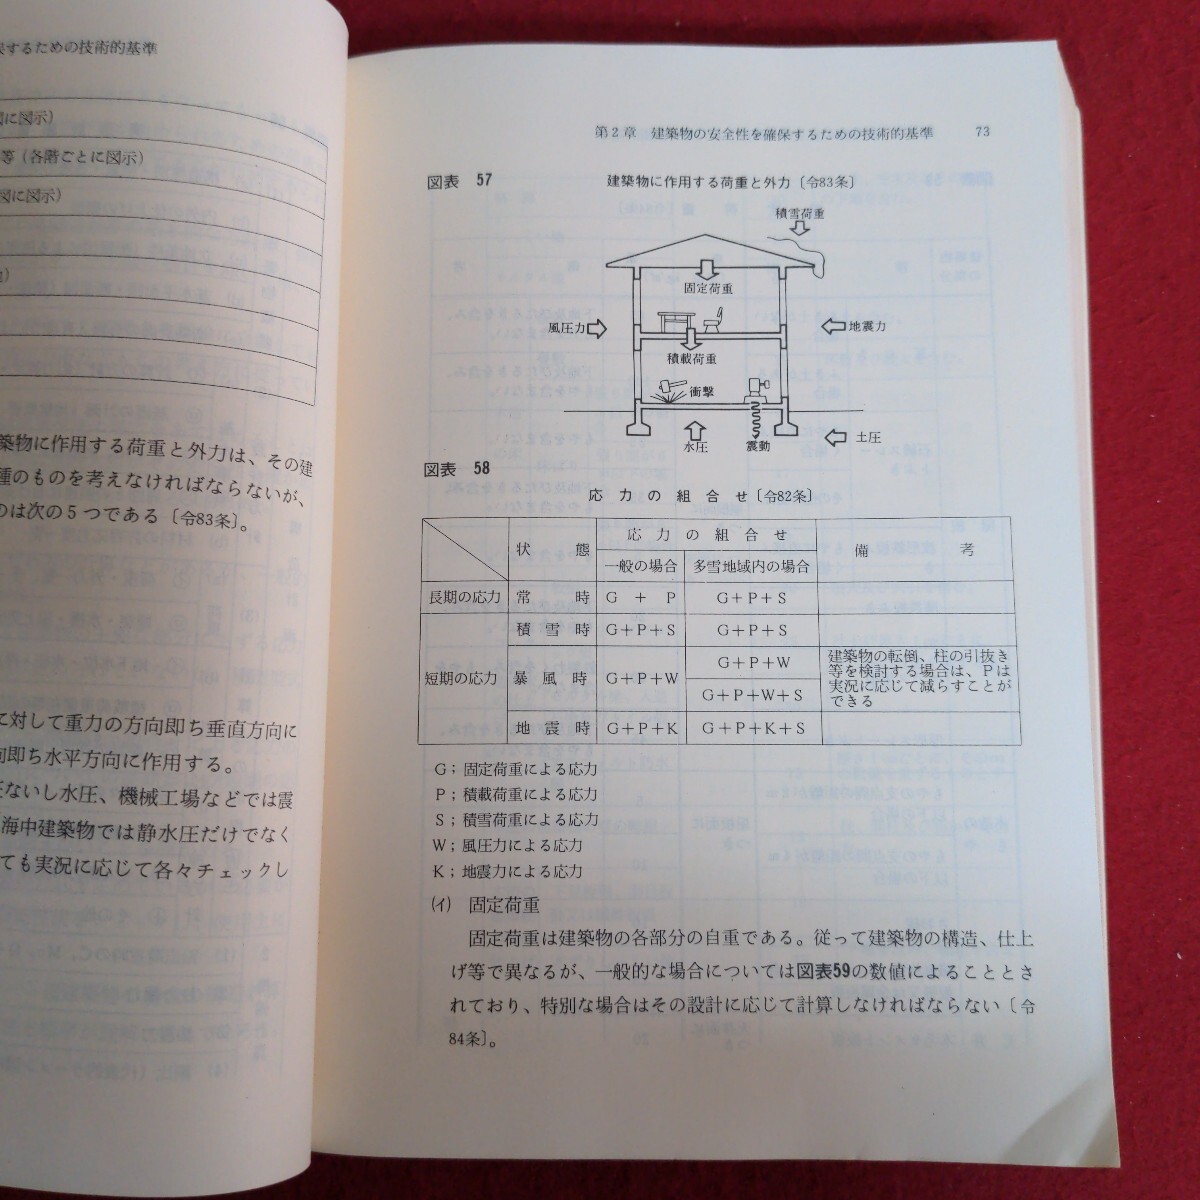 保するための技術的基準
図に図示)
等(各階ごとに図示)
図に図示)
築物に作用する荷重と外力は、その建
種のものを考えなければならないが、
のは次の5つである〔令83条〕。
に対して重力の方向即ち垂直方向に
向即ち水平方向に作用する。
圧ないし水圧、機械工場などでは震
海中建築物では静水圧だけでなく
ても実況に応じて各々チェックし
第2章 建築物の安全性を確保するための技術的基準 73
図表 57 建築物に作用する荷重と外力〔令83条〕
積雪荷重
固定荷重
風圧力
地震力
積載荷重
衝撃
水圧
震動
土圧
図表 58
応力の組合せ〔令82条〕
状態 応力の組合せ 備考
一般の場合 多雪地域内の場合
長期の応力 常時 G + P G+P+S
積雪時 G+P+S G+P+S
短期の応力 暴風時 G+P+W G+P+W
G+P+W+S
建築物の転倒、柱の引抜き
等を検討する場合は、Pは
実況に応じて減らすことが
できる
地震時 G+P+K G+P+K+S
G;固定荷重による応力
P;積載荷重による応力
S;積雪荷重による応力
W;風圧力による応力
K;地震力による応力
(イ) 固定荷重
固定荷重は建築物の各部分の自重である。従って建築物の構造、仕上
げ等で異なるが、一般的な場合については図表59の数値によることとさ
れており、特別な場合はその設計に応じて計算しなければならない〔令
84条〕。